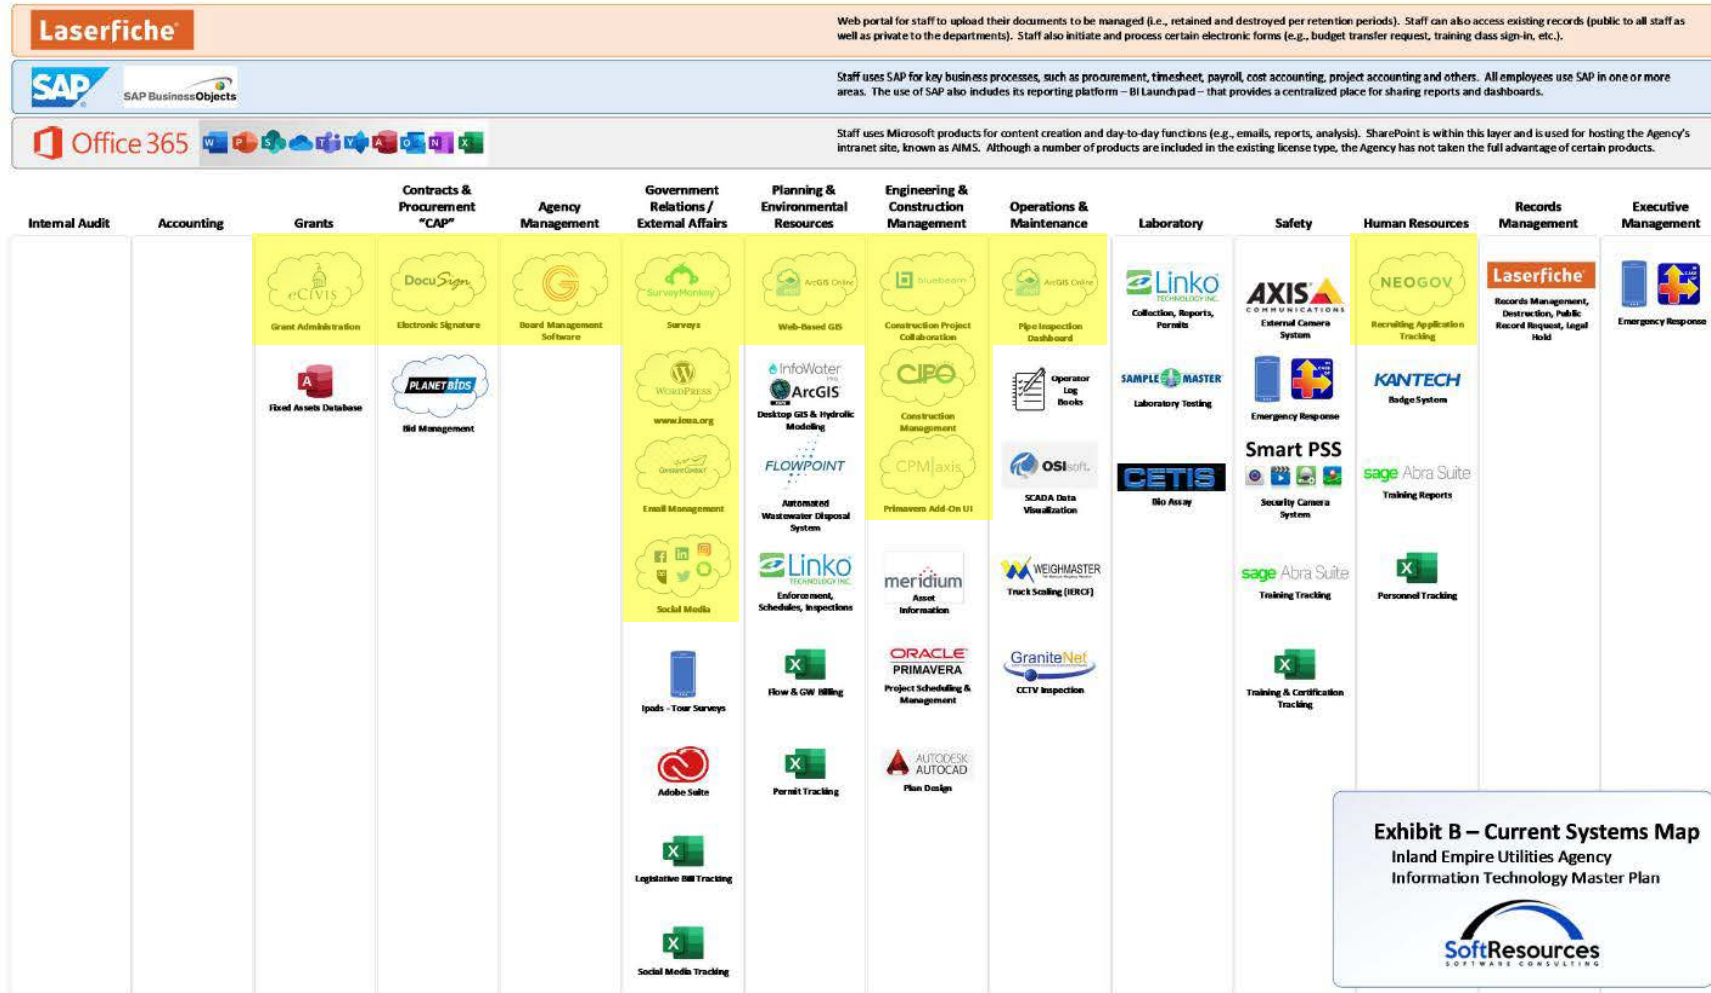 Laserfiche®
Web portal for staff to upload their documents to be managed (i.e., retained and destroyed per retention periods). Staff can also access existing records (public to all staff as
well as private to the departments). Staff also initiate and process certain electronic forms (e.g., budget transfer request, training class sign-in, etc.).
SAP® SAP BusinessObjects
Staff uses SAP for key business processes, such as procurement, timesheet, payroll, cost accounting, project accounting and others. All employees use SAP in one or more
areas. The use of SAP also includes its reporting platform – BI Launchpad – that provides a centralized place for sharing reports and dashboards.
Office 365
Staff uses Microsoft products for content creation and day-to-day functions (e.g., emails, reports, analysis). SharePoint is within this layer and is used for hosting the Agency's
intranet site, known as AIMS. Although a number of products are included in the existing license type, the Agency has not taken the full advantage of certain products.
Internal Audit
Accounting
Grants
eCIVIS
Grant Administration
A
Fixed Assets Database
Contracts &
Procurement
"CAP"
DocuSign
Electronic Signature
PLANETBIDS
Bid Management
Agency
Management
Board Management
Software
Government
Relations /
External Affairs
SurveyMonkey
Surveys
WORDPRESS
www.ieua.org
Constant Contact
Email Management
Social Media
Ipads - Tour Surveys
Adobe Suite
X
Legislative Bill Tracking
X
Social Media Tracking
Planning &
Environmental
Resources
ArcGIS Online
Web-Based GIS
InfoWater
PRO
ArcGIS
Desktop GIS & Hydrolic
Modeling
FLOWPOINT
Automated
Wastewater Disposal
System
Linko
TECHNOLOGY INC.
Enforcement,
Schedules, Inspections
X
Flow & GW Billing
X
Permit Tracking
Engineering &
Construction
Management
bluebeam
Construction Project
Collaboration
CIPO
Construction
Management
CPM|axis
Primavera Add-On UI
meridium
Asset
Information
ORACLE
PRIMAVERA
Project Scheduling &
Management
AUTODESK
AUTOCAD
Plan Design
Operations &
Maintenance
ArcGIS Online
Pipe Inspection
Dashboard
Operator
Log
Books
OSIsoft.
SCADA Data
Visualization
WEIGHMASTER
Truck Scaling (IERCF)
GraniteNet
CCTV Inspection
Laboratory
Linko
TECHNOLOGY INC.
Collection, Reports,
Permits
SAMPLE MASTER
Laboratory Testing
CETIS
Bio Assay
Safety
AXIS
COMMUNICATIONS
External Camera
System
Emergency Response
Smart PSS
Security Camera
System
sage Abra Suite
Training Tracking
X
Training & Certification
Tracking
Human Resources
NEOGOV
Recruiting Application
Tracking
KANTECH
Badge System
sage Abra Suite
Training Reports
X
Personnel Tracking
Records
Management
Laserfiche®
Records Management,
Destruction, Public
Record Request, Legal
Hold
Executive
Management
Emergency Response
Exhibit B – Current Systems Map
Inland Empire Utilities Agency
Information Technology Master Plan
SoftResources
SOFTWARE CONSULTING